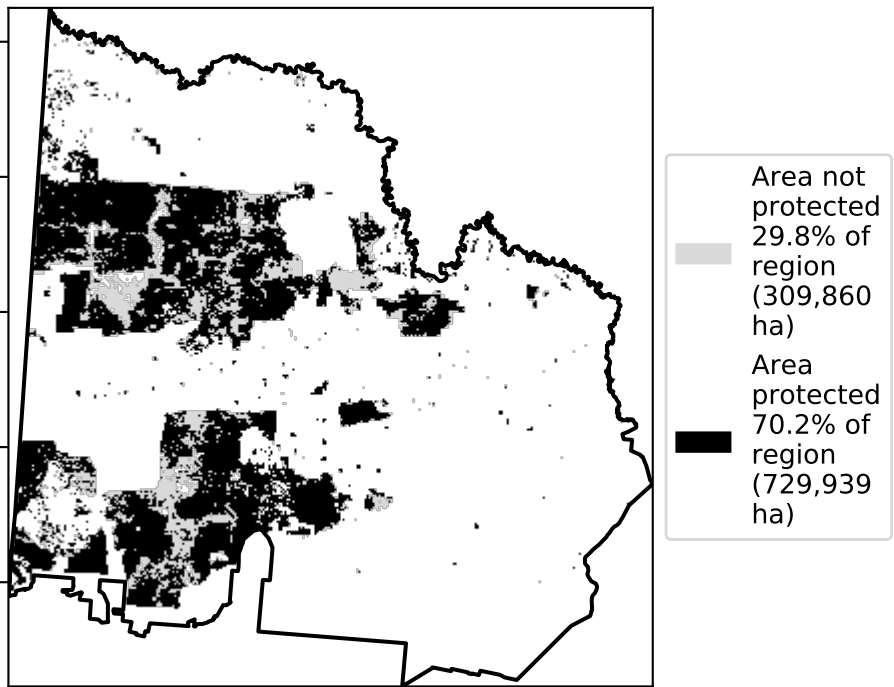 Area not
protected
29.8% of
region
(309,860
ha)
Area
protected
70.2% of
region
(729,939
ha)